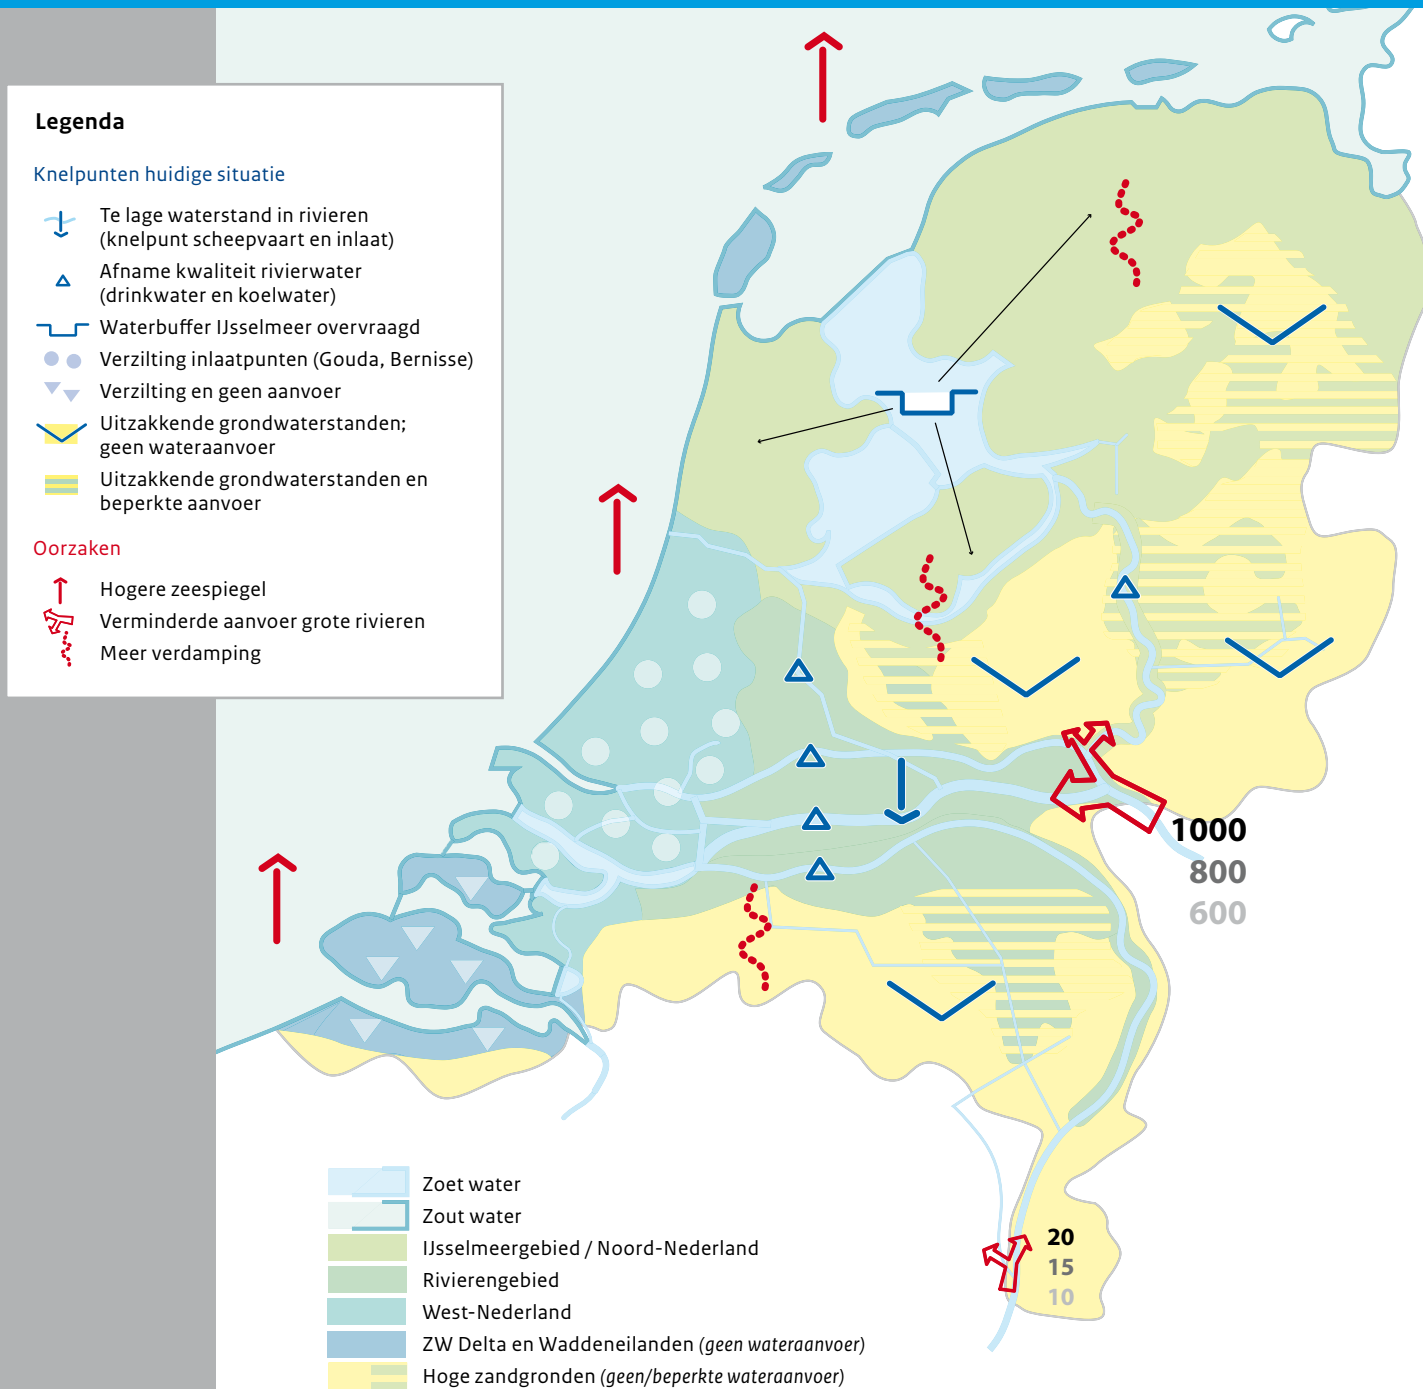 Legenda
Knelpunten huidige situatie
Te lage waterstand in rivieren
(knelpunt scheepvaart en inlaat)
Afname kwaliteit rivierwater
(drinkwater en koelwater)
Waterbuffer IJsselmeer overvraagd
Verzilting inlaatpunten (Gouda, Bernisse)
Verzilting en geen aanvoer
Uitzakkende grondwaterstanden;
geen wateraanvoer
Uitzakkende grondwaterstanden en
beperkte aanvoer
Oorzaken
Hogere zeespiegel
Verminderde aanvoer grote rivieren
Meer verdamping
1000
800
600
20
15
10
Zoet water
Zout water
IJsselmeergebied / Noord-Nederland
Rivierengebied
West-Nederland
ZW Delta en Waddeneilanden (geen wateraanvoer)
Hoge zandgronden (geen/beperkte wateraanvoer)